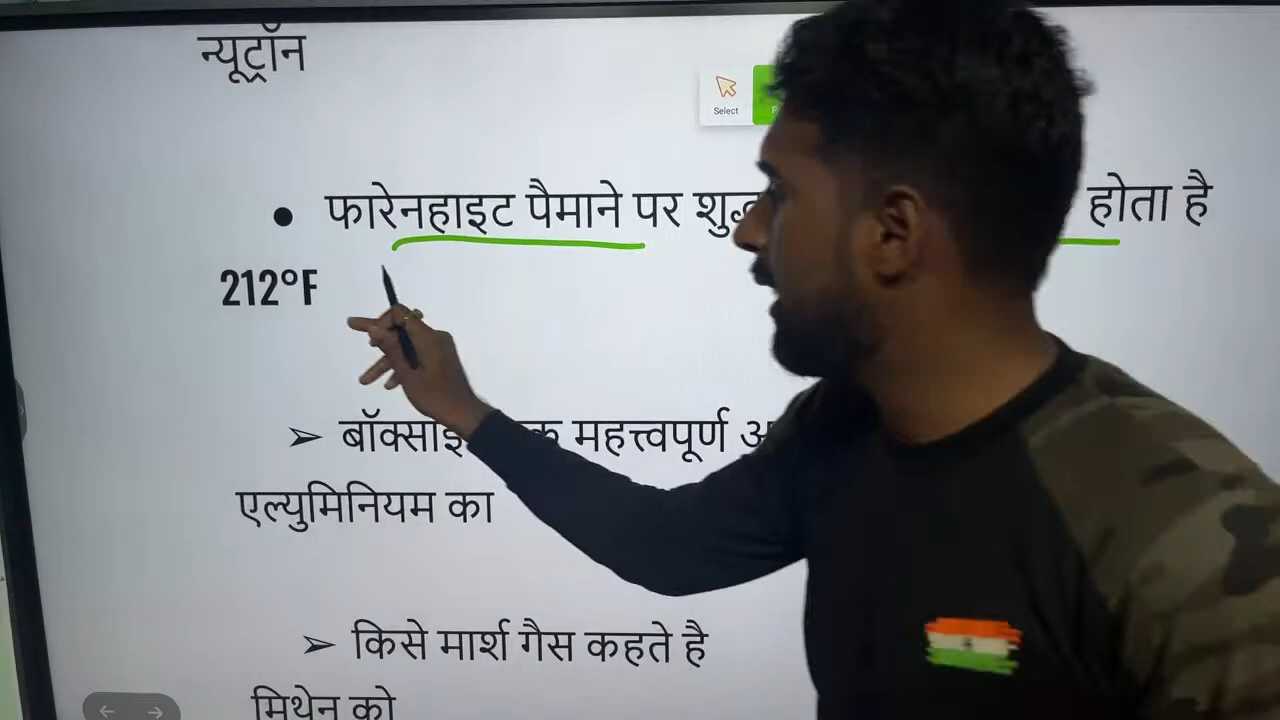 न्यूट्रॉन
Select
फारेनहाइट पैमाने पर होता है
212°F
➢ महत्त्वपूर्ण
एल्युमिनियम का
➢ किसे मार्श गैस कहते है
मिथेन को